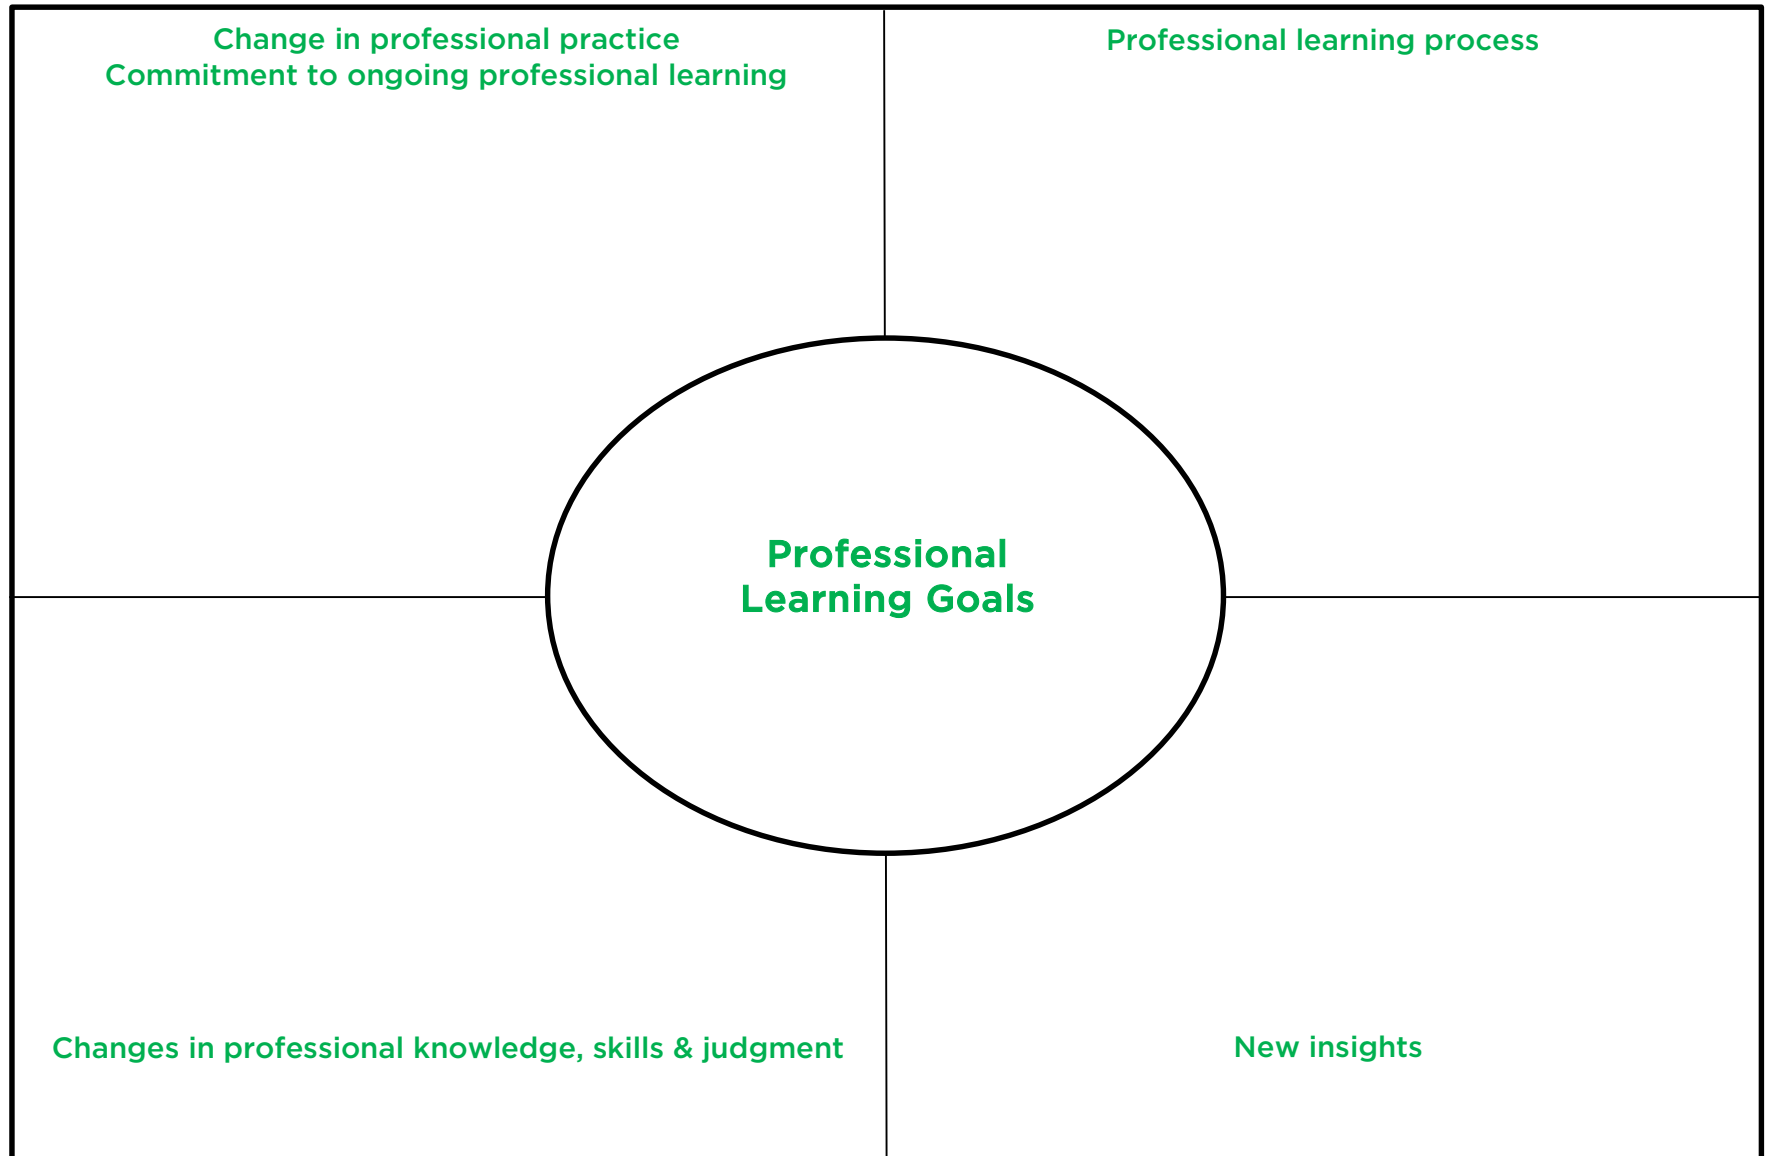 Change in professional practice
Commitment to ongoing professional learning
Professional learning process
Professional
Learning Goals
Changes in professional knowledge, skills & judgment
New insights